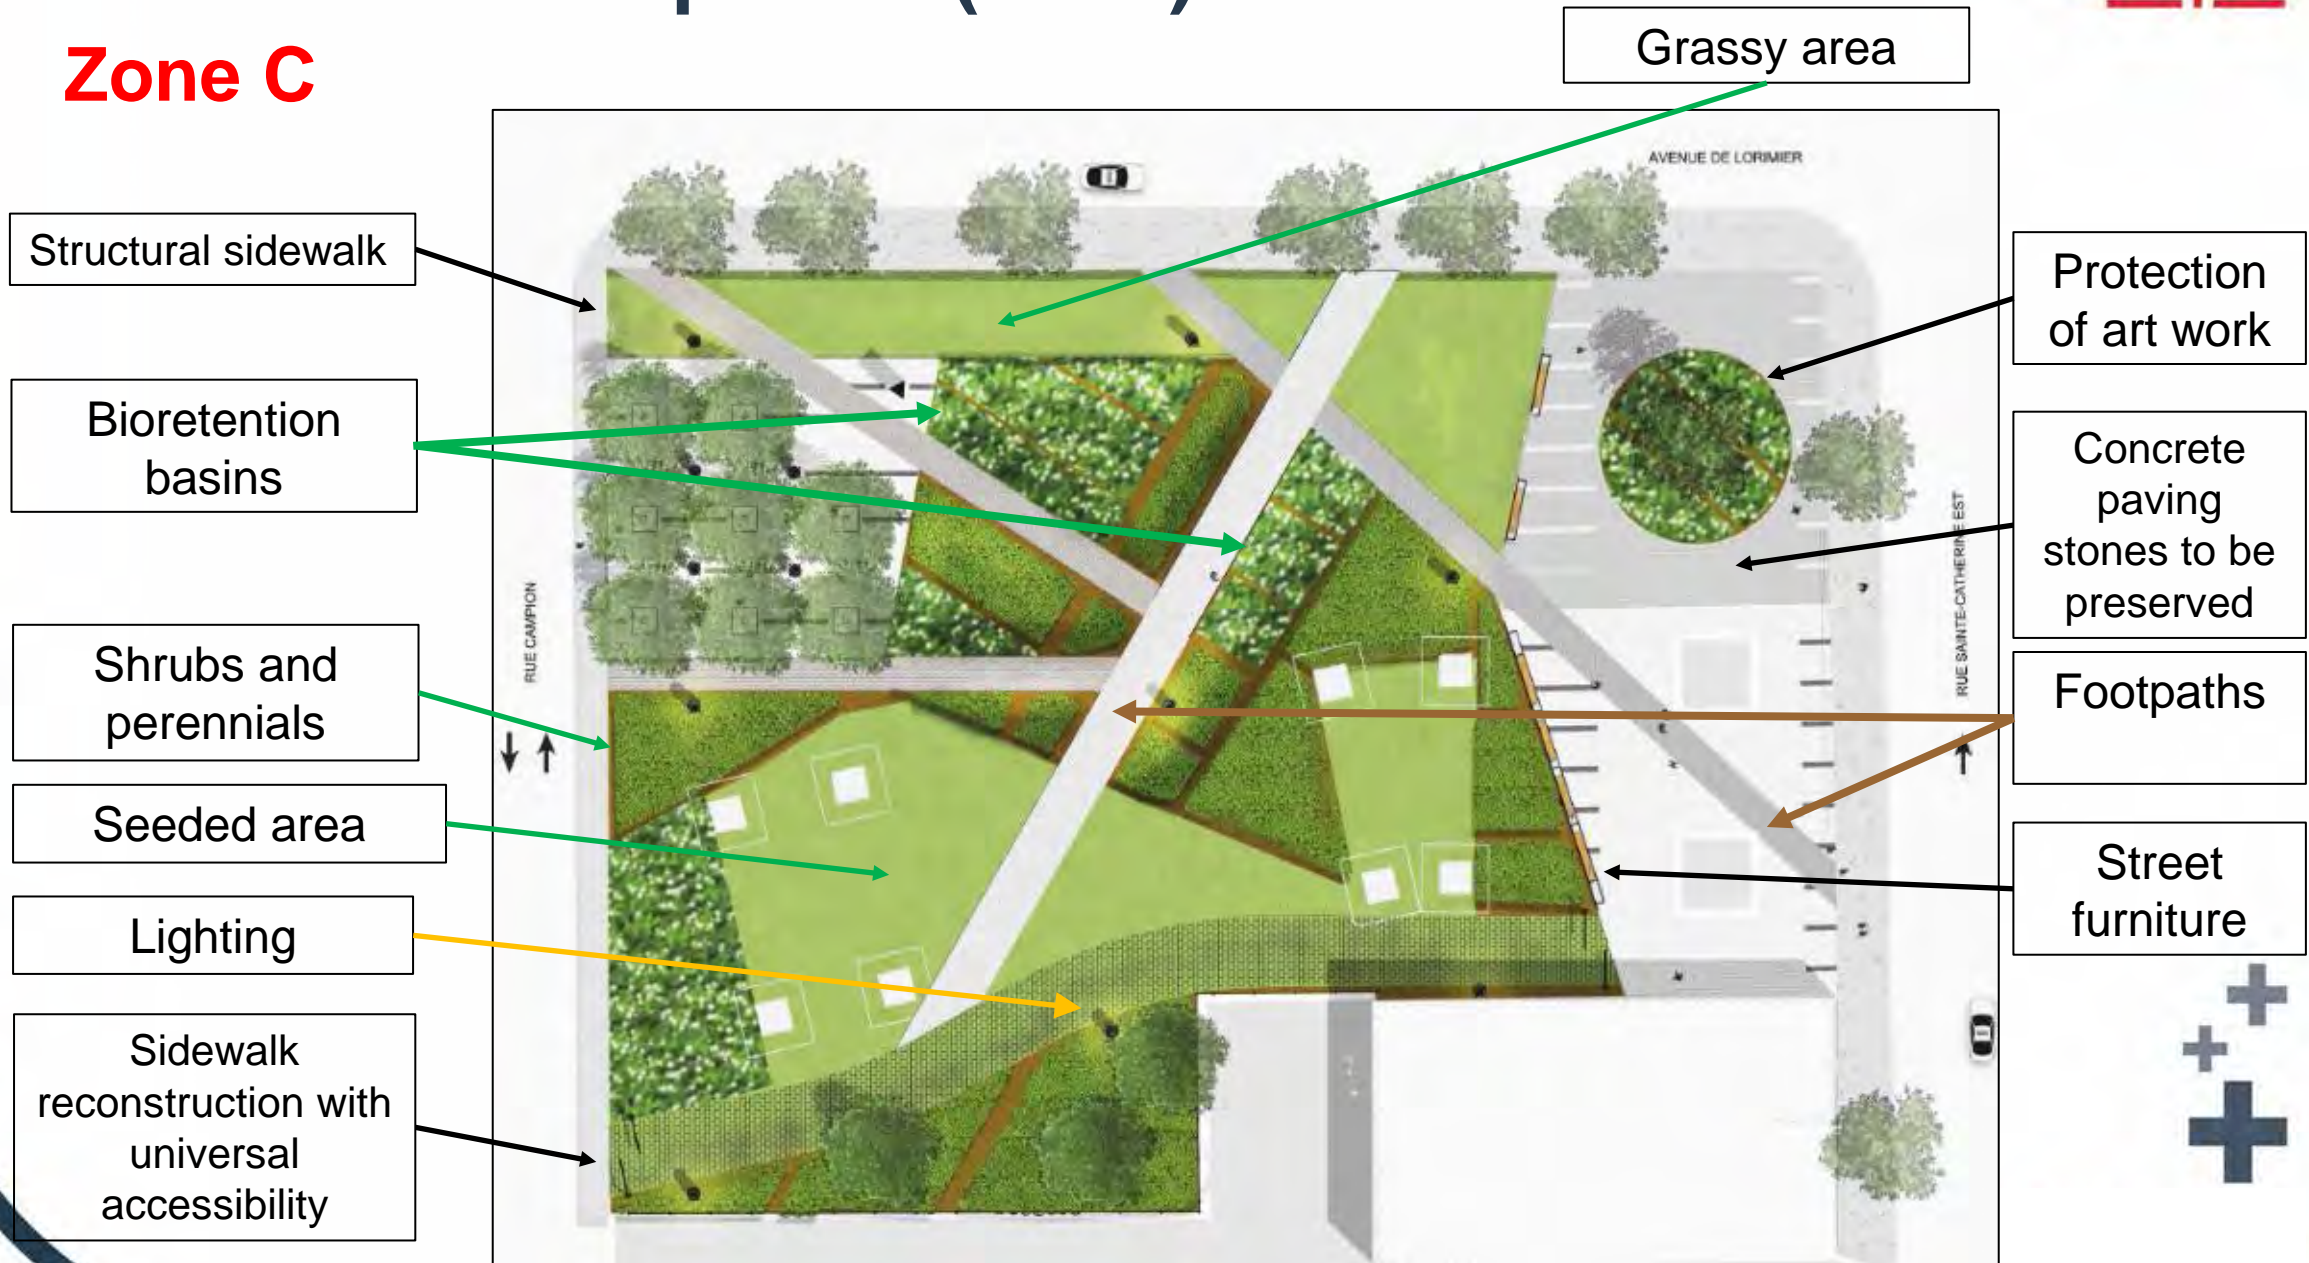 Zone C
Grassy area
AVENUE DE LORIMIER
Structural sidewalk
Protection
of art work
Bioretention
basins
Concrete
paving
stones to be
preserved
RUE CAMPION
RUE SAINTE-CATHERINE EST
Shrubs and
perennials
Footpaths
Seeded area
Street
furniture
Lighting
Sidewalk
reconstruction with
universal
accessibility